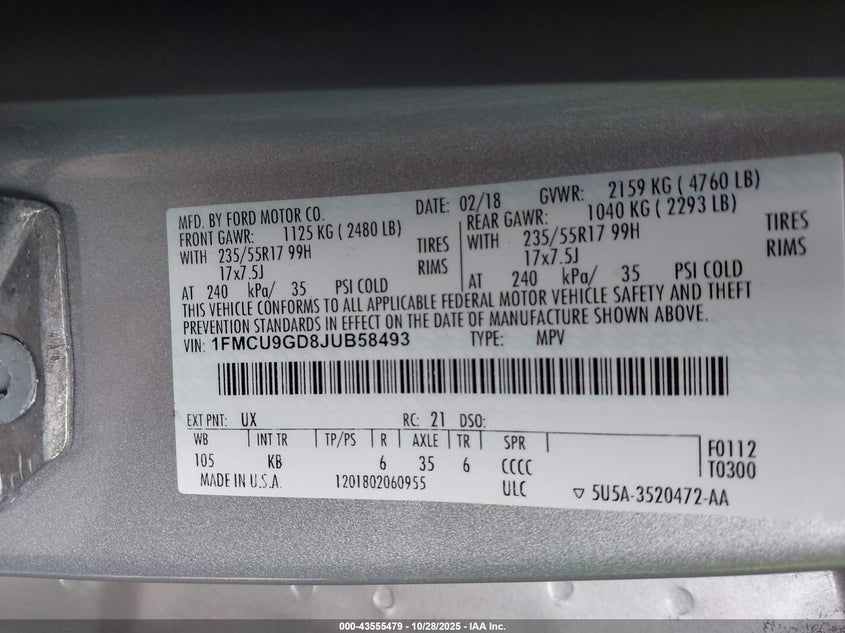 MFD. BY FORD MOTOR CO. DATE: 02/18 GVWR: 2159 KG ( 4760 LB)
FRONT GAWR: 1125 KG ( 2480 LB) REAR GAWR: 1040 KG ( 2293 LB)
WITH 235/55R17 99H TIRES WITH 235/55R17 99H TIRES
17x7.5J RIMS 17x7.5J RIMS
AT 240 kPa/ 35 PSI COLD AT 240 kPa/ 35 PSI COLD
THIS VEHICLE CONFORMS TO ALL APPLICABLE FEDERAL MOTOR VEHICLE SAFETY AND THEFT
PREVENTION STANDARDS IN EFFECT ON THE DATE OF MANUFACTURE SHOWN ABOVE.
VIN: 1FMCU9GD8JUB58493 TYPE: MPV
EXT PNT: UX RC: 21 DSO:
WB INT TR TP/PS R AXLE TR SPR F0112
105 KB 6 35 6 CCCC T0300
MADE IN U.S.A. 1201802060955 ULC ▽ 5U5A-3520472-AA
000-43555479 - 10/28/2025 - IAA Inc.